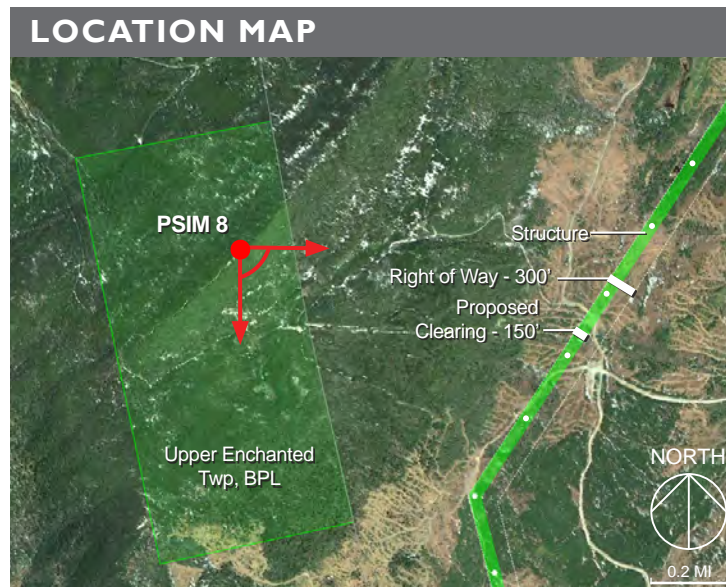 LOCATION MAP
PSIM 8
Structure
Right of Way - 300'
Proposed
Clearing - 150'
Upper Enchanted
Twp, BPL
NORTH
0.2 MI